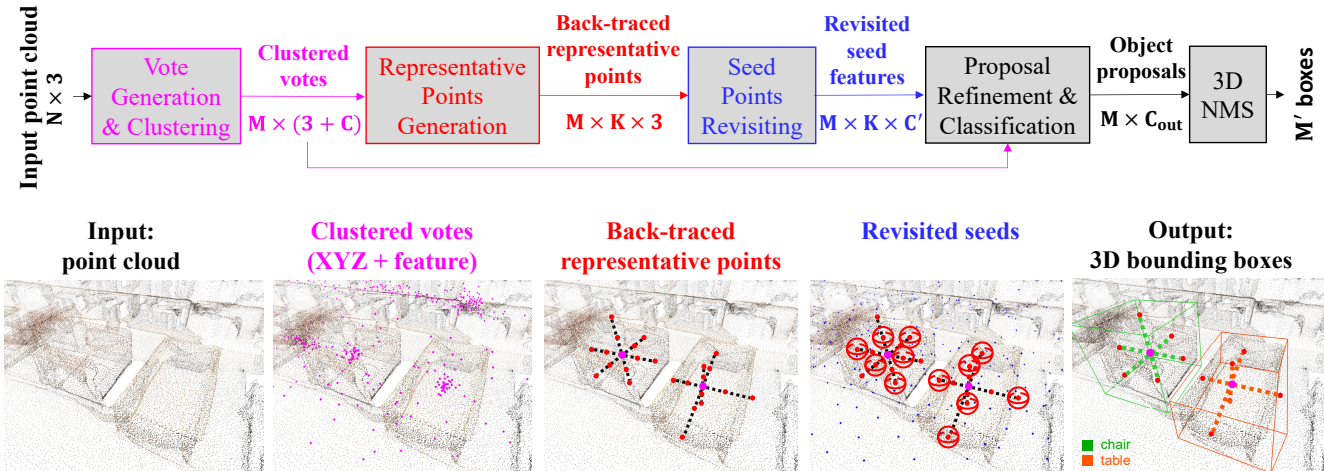 Input point cloud
N × 3
Vote
Generation
& Clustering
Clustered
votes
M × (3 + C)
Representative
Points
Generation
Back-traced
representative
points
M × K × 3
Seed
Points
Revisiting
Revisited
seed
features
M × K × C′
Proposal
Refinement &
Classification
Object
proposals
M × C_out
3D
NMS
M′ boxes
Input:
point cloud
Clustered votes
(XYZ + feature)
Back-traced
representative points
Revisited seeds
Output:
3D bounding boxes
chair
table